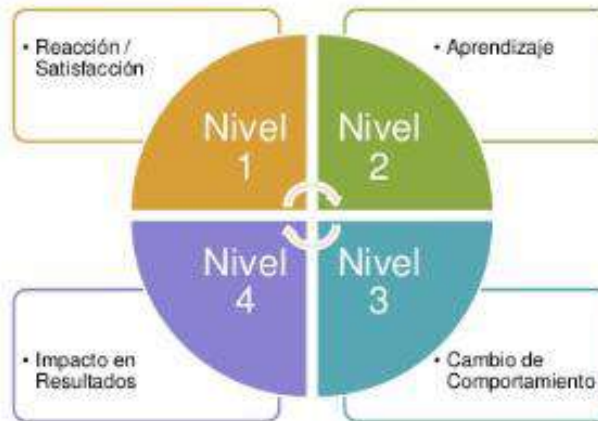 • Reacción /
Satisfacción
• Aprendizaje
Nivel
1
Nivel
2
Nivel
4
Nivel
3
• Impacto en
Resultados
• Cambio de
Comportamiento